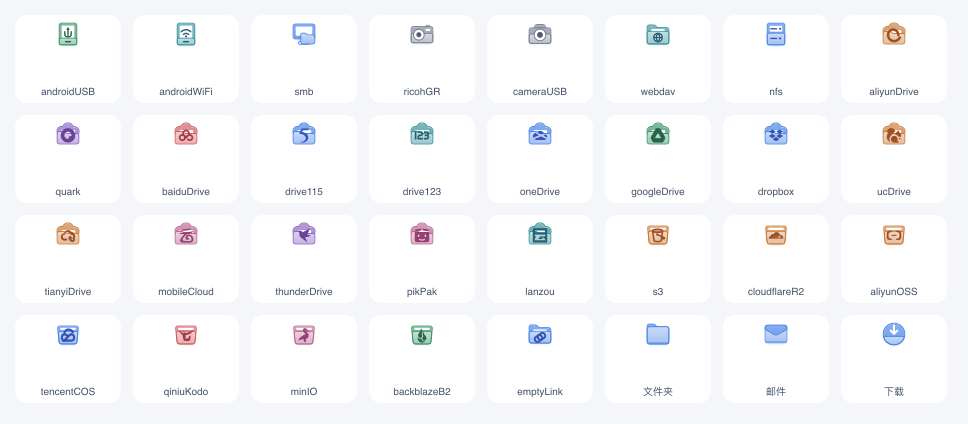 androidUSB androidWiFi smb ricohGR cameraUSB webdav nfs aliyunDrive
123
quark baiduDrive drive115 drive123 oneDrive googleDrive dropbox ucDrive
tianyiDrive mobileCloud thunderDrive pikPak lanzou s3 cloudflareR2 aliyunOSS
tencentCOS qiniuKodo minIO backblazeB2 emptyLink 文件夹 邮件 下载